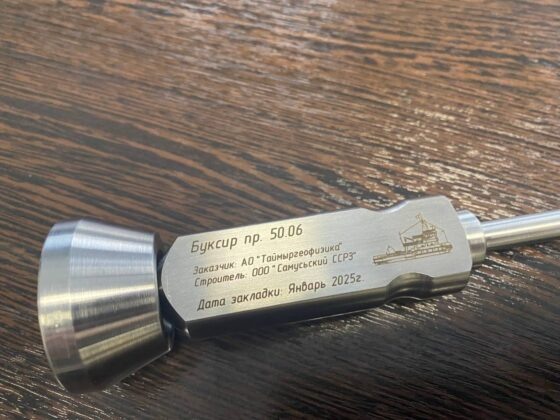 Буксир пр. 50.06
Заказчик: АО "Таймыргеофизика"
Строитель: ООО "Самусьский ССРЗ"
Дата закладки: Январь 2025г.